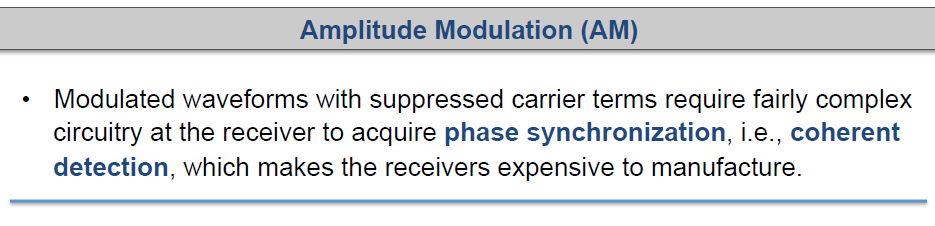 Amplitude Modulation (AM)
• Modulated waveforms with suppressed carrier terms require fairly complex
circuitry at the receiver to acquire phase synchronization, i.e., coherent
detection, which makes the receivers expensive to manufacture.